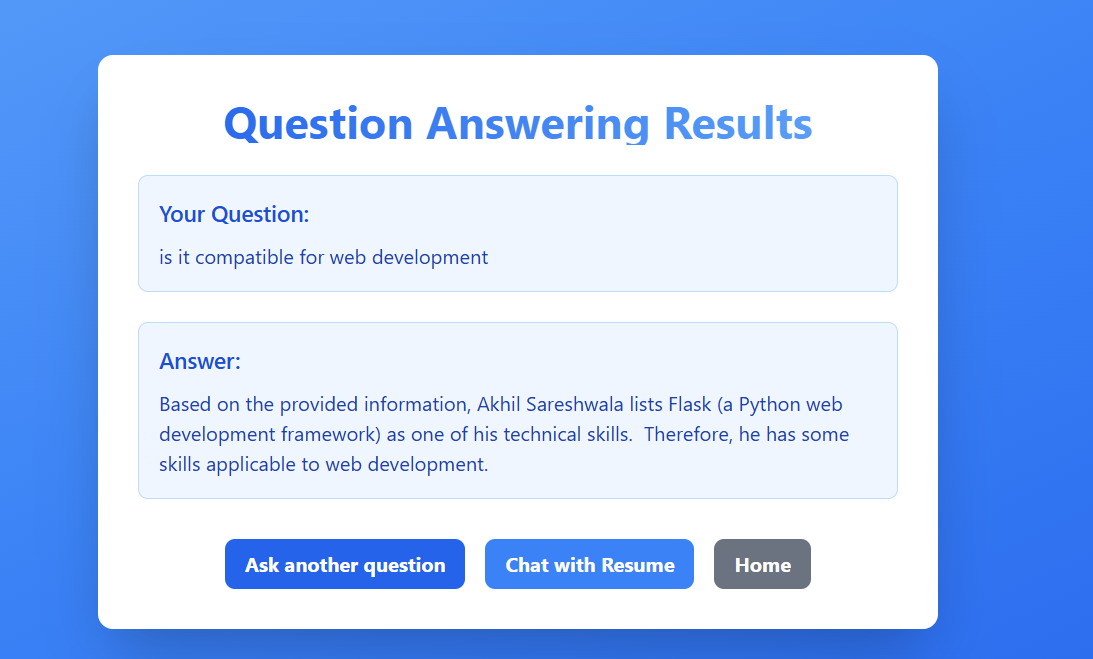 Question Answering Results
Your Question:
is it compatible for web development
Answer:
Based on the provided information, Akhil Sareshwala lists Flask (a Python web
development framework) as one of his technical skills.  Therefore, he has some
skills applicable to web development.
Ask another question
Chat with Resume
Home